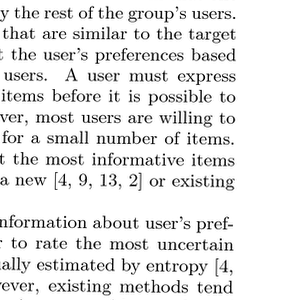 y the rest of the group's users.
that are similar to the target
t the user's preferences based
users. A user must express
items before it is possible to
ver, most users are willing to
for a small number of items.
t the most informative items
a new [4, 9, 13, 2] or existing
nformation about user's pref-
r to rate the most uncertain
ally estimated by entropy [4,
ever, existing methods tend